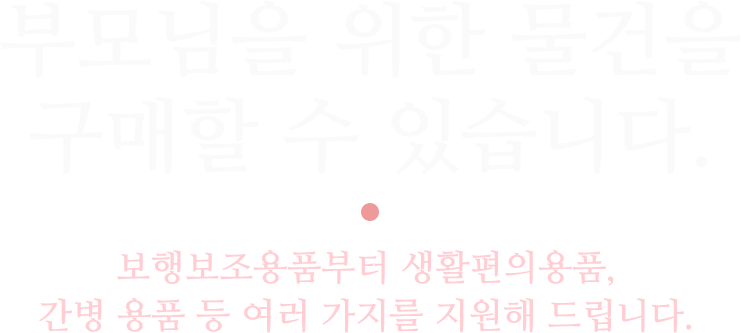 부모님을 위한 물건을
구매할 수 있습니다.
보행보조용품부터 생활편의용품,
간병 용품 등 여러 가지를 지원해 드립니다.